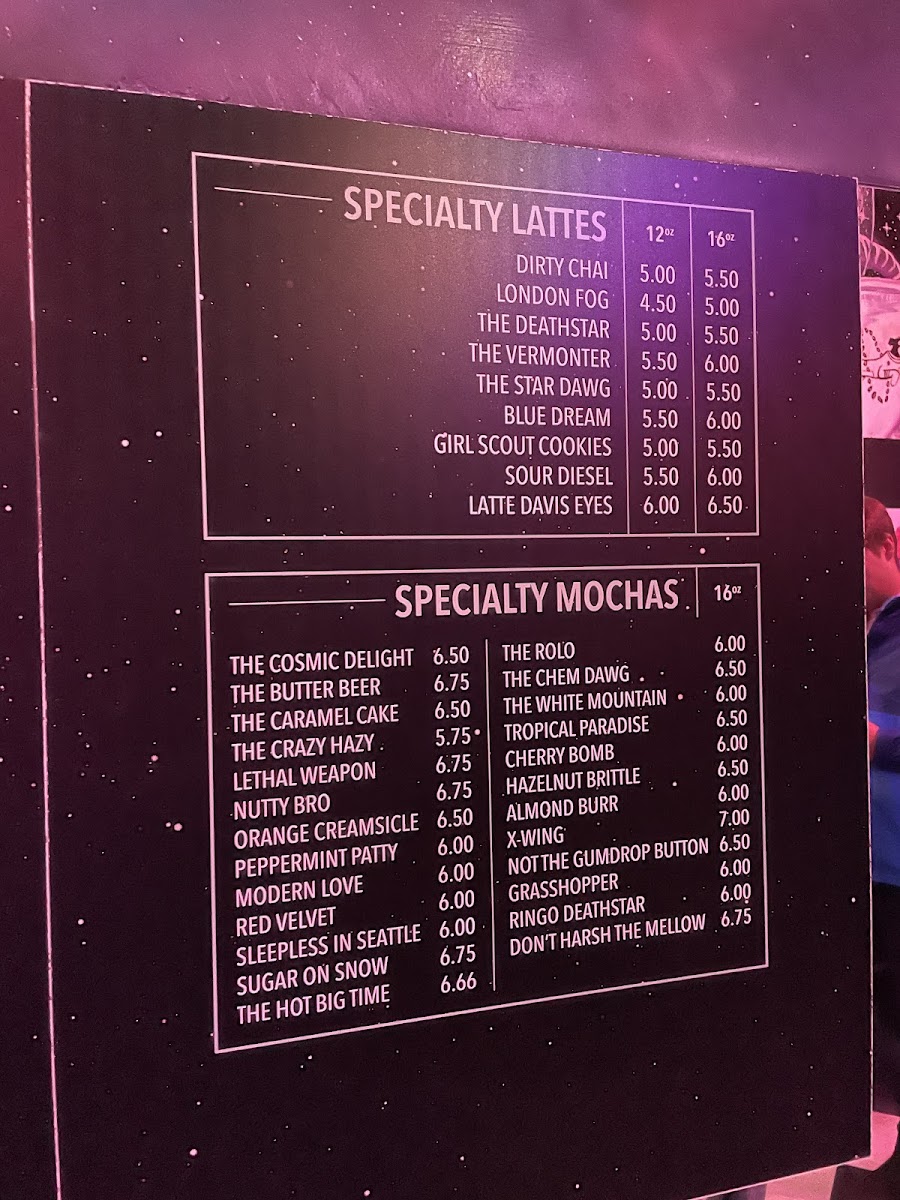 SPECIALTY LATTES 12oz 16oz
DIRTY CHAI 5.00 5.50
LONDON FOG 4.50 5.00
THE DEATHSTAR 5.00 5.50
THE VERMONTER 5.50 6.00
THE STAR DAWG 5.00 5.50
BLUE DREAM 5.50 6.00
GIRL SCOUT COOKIES 5.00 5.50
SOUR DIESEL 5.50 6.00
LATTE DAVIS EYES 6.00 6.50
SPECIALTY MOCHAS 16oz
THE COSMIC DELIGHT 6.50
THE BUTTER BEER 6.75
THE CARAMEL CAKE 6.50
THE CRAZY HAZY 5.75
LETHAL WEAPON 6.75
NUTTY BRO 6.75
ORANGE CREAMSICLE 6.50
PEPPERMINT PATTY 6.00
MODERN LOVE 6.00
RED VELVET 6.00
SLEEPLESS IN SEATTLE 6.00
SUGAR ON SNOW 6.75
THE HOT BIG TIME 6.66
THE ROLO 6.00
THE CHEM DAWG 6.50
THE WHITE MOUNTAIN 6.00
TROPICAL PARADISE 6.50
CHERRY BOMB 6.00
HAZELNUT BRITTLE 6.50
ALMOND BURR 6.00
X-WING 7.00
NOT THE GUMDROP BUTTON 6.50
GRASSHOPPER 6.00
RINGO DEATHSTAR 6.00
DON'T HARSH THE MELLOW 6.75